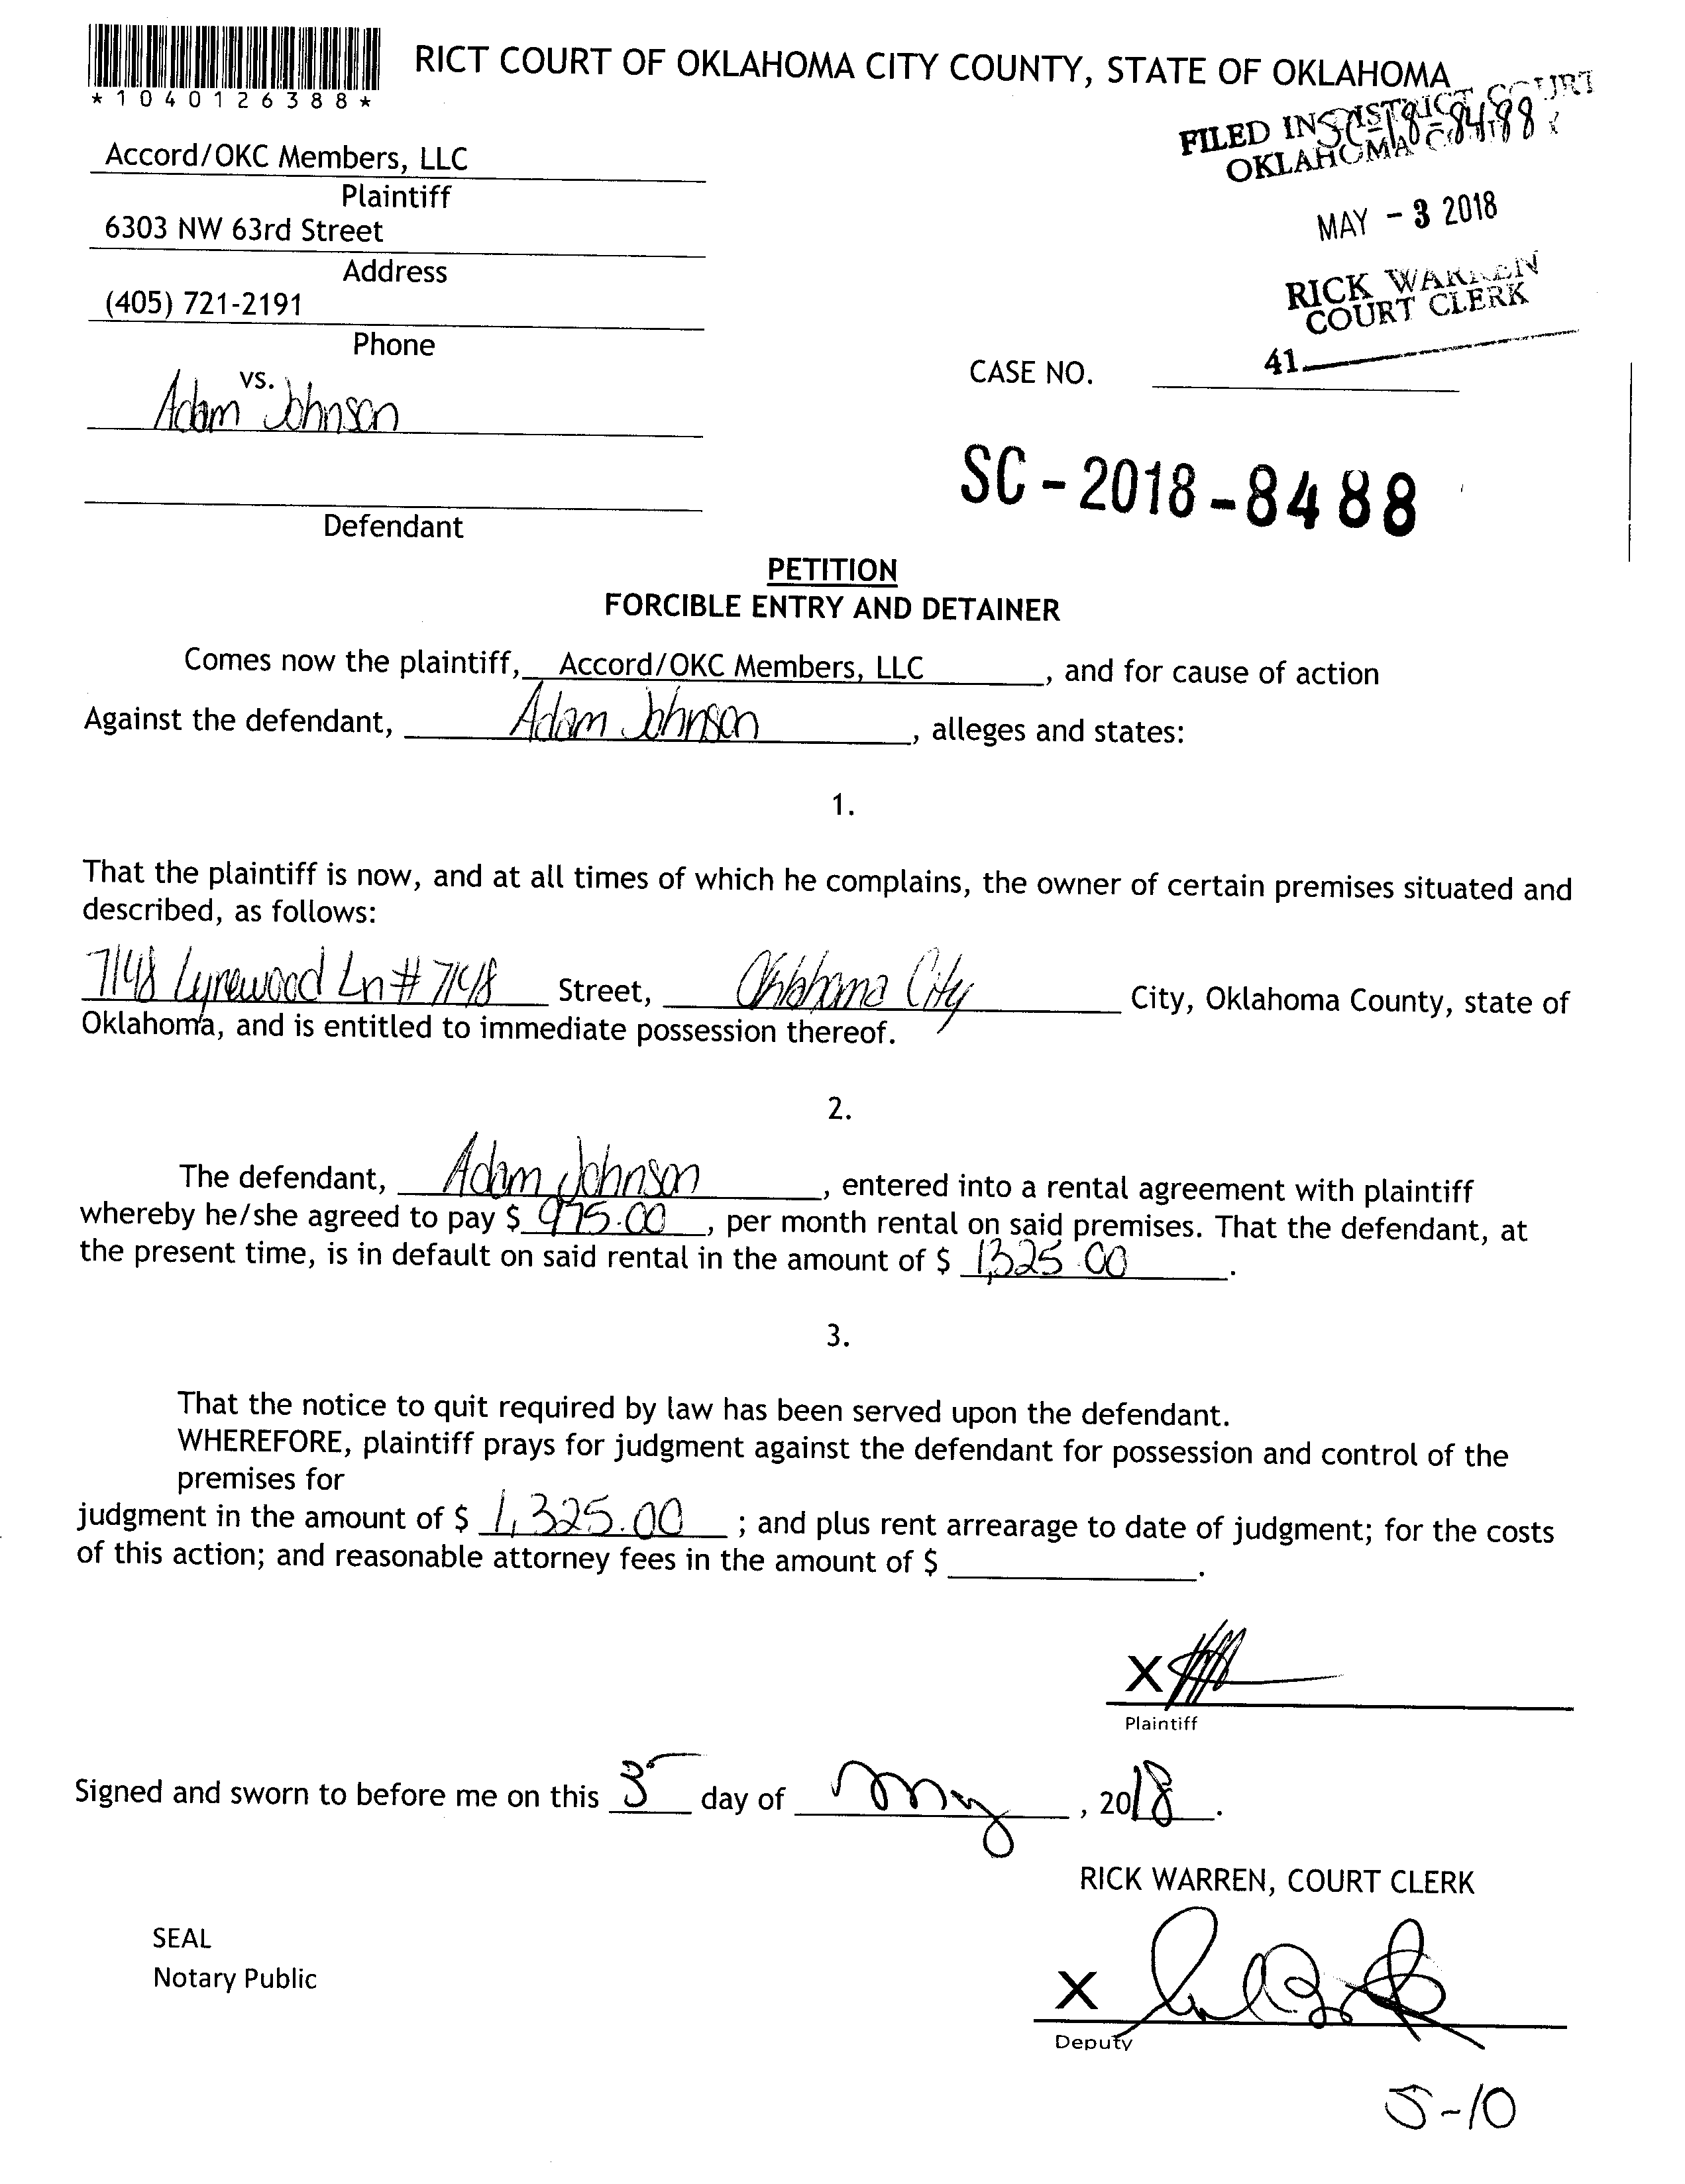 RICT COURT OF OKLAHOMA CITY COUNTY, STATE OF OKLAHOMA
*1040126388*
FILED IN DISTRICT COURT
OKLAHOMA COUNTY
SC-18-8488
Accord/OKC Members, LLC
Plaintiff
6303 NW 63rd Street
Address
(405) 721-2191
Phone
MAY - 3 2018
RICK WARREN
COURT CLERK
41
vs.
Adam Johnson
CASE NO.
SC-2018-8488
Defendant
PETITION
FORCIBLE ENTRY AND DETAINER
Comes now the plaintiff, Accord/OKC Members, LLC, and for cause of action
Against the defendant, Adam Johnson, alleges and states:
1.
That the plaintiff is now, and at all times of which he complains, the owner of certain premises situated and
described, as follows:
7148 Lyrewood Ln # 7148 Street, Oklahoma City City, Oklahoma County, state of
Oklahoma, and is entitled to immediate possession thereof.
2.
The defendant, Adam Johnson, entered into a rental agreement with plaintiff
whereby he/she agreed to pay $ 975.00, per month rental on said premises. That the defendant, at
the present time, is in default on said rental in the amount of $ 1,325.00.
3.
That the notice to quit required by law has been served upon the defendant.
WHEREFORE, plaintiff prays for judgment against the defendant for possession and control of the
premises for
judgment in the amount of $ 1,325.00; and plus rent arrearage to date of judgment; for the costs
of this action; and reasonable attorney fees in the amount of $ .
X
Plaintiff
Signed and sworn to before me on this 3 day of May, 2018.
RICK WARREN, COURT CLERK
SEAL
Notary Public
X
Deputy
5-10